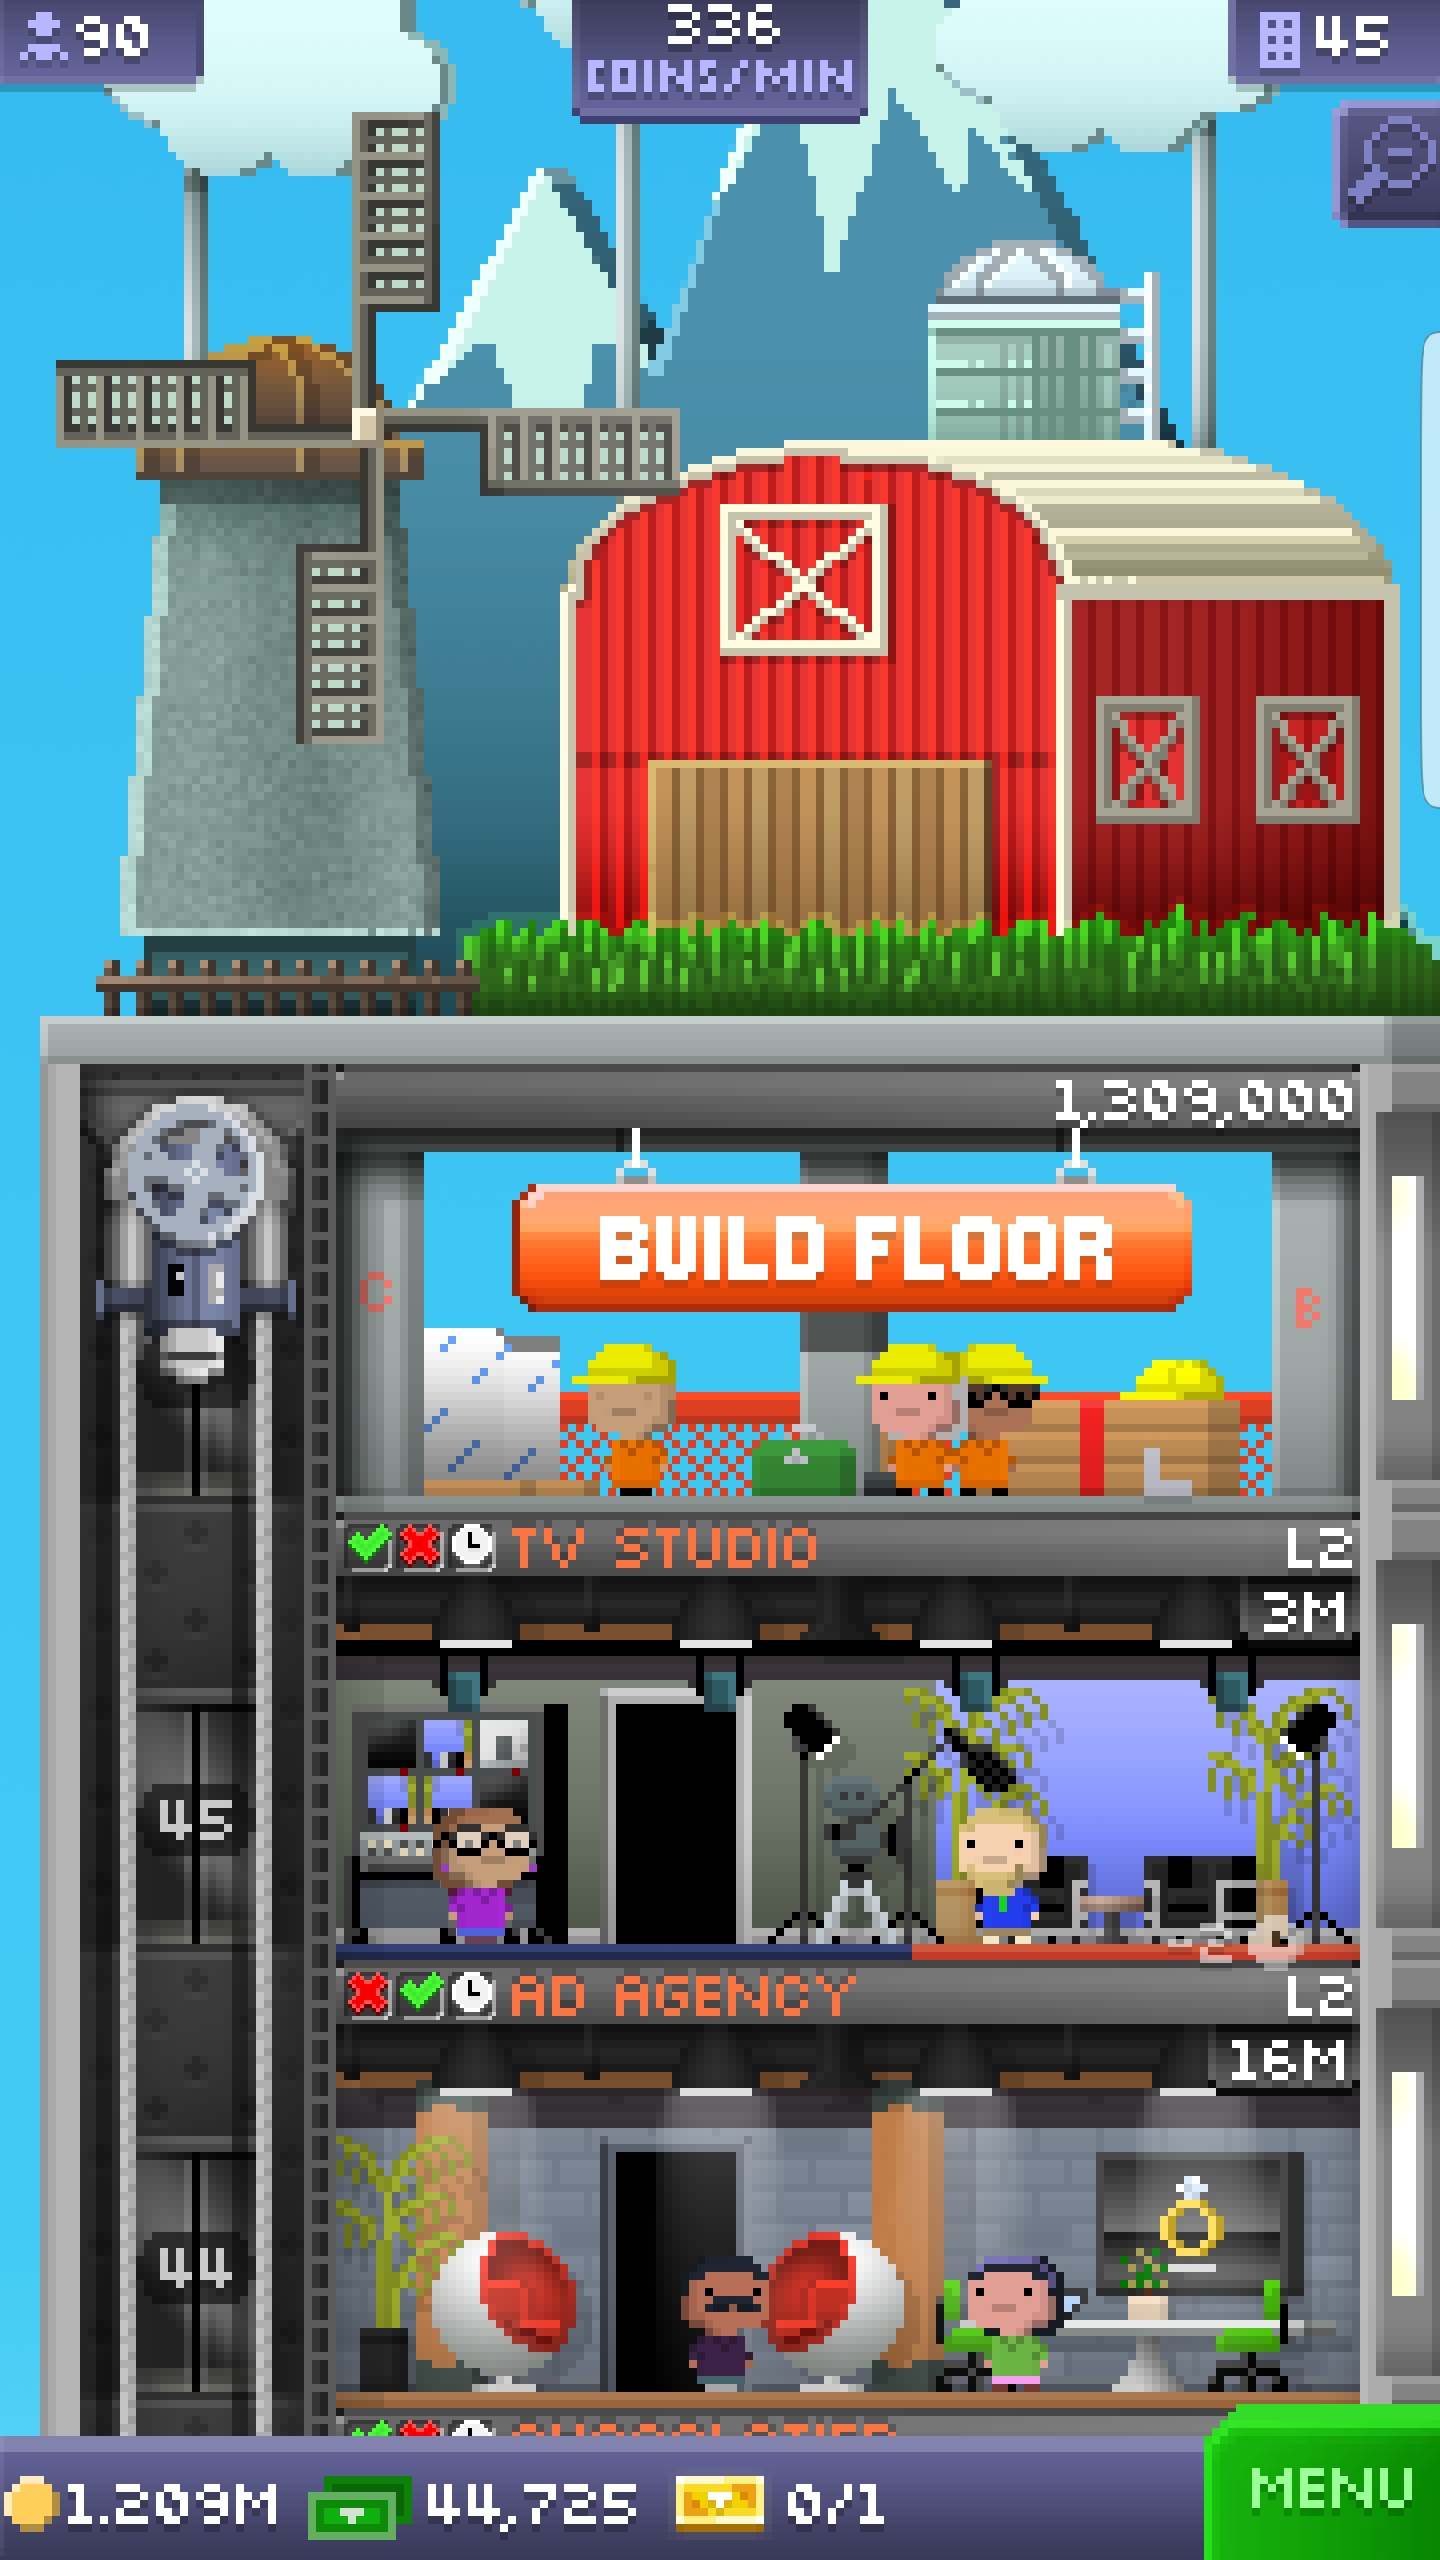 90
336
COINS/MIN
45
1,309,000
C
BUILD FLOOR
B
TV STUDIO
L2
3M
45
AD AGENCY
L2
16M
44
1.209M
44,725
0/1
MENU